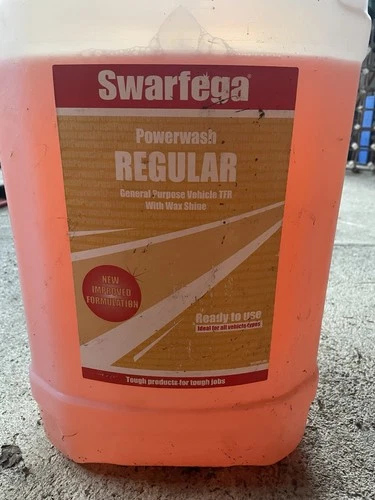 Swarfega®
Powerwash
REGULAR
General Purpose Vehicle TFR
With Wax Shine
NEW
IMPROVED
FORMULATION
Ready to use
Ideal for all vehicle types
Tough products for tough jobs